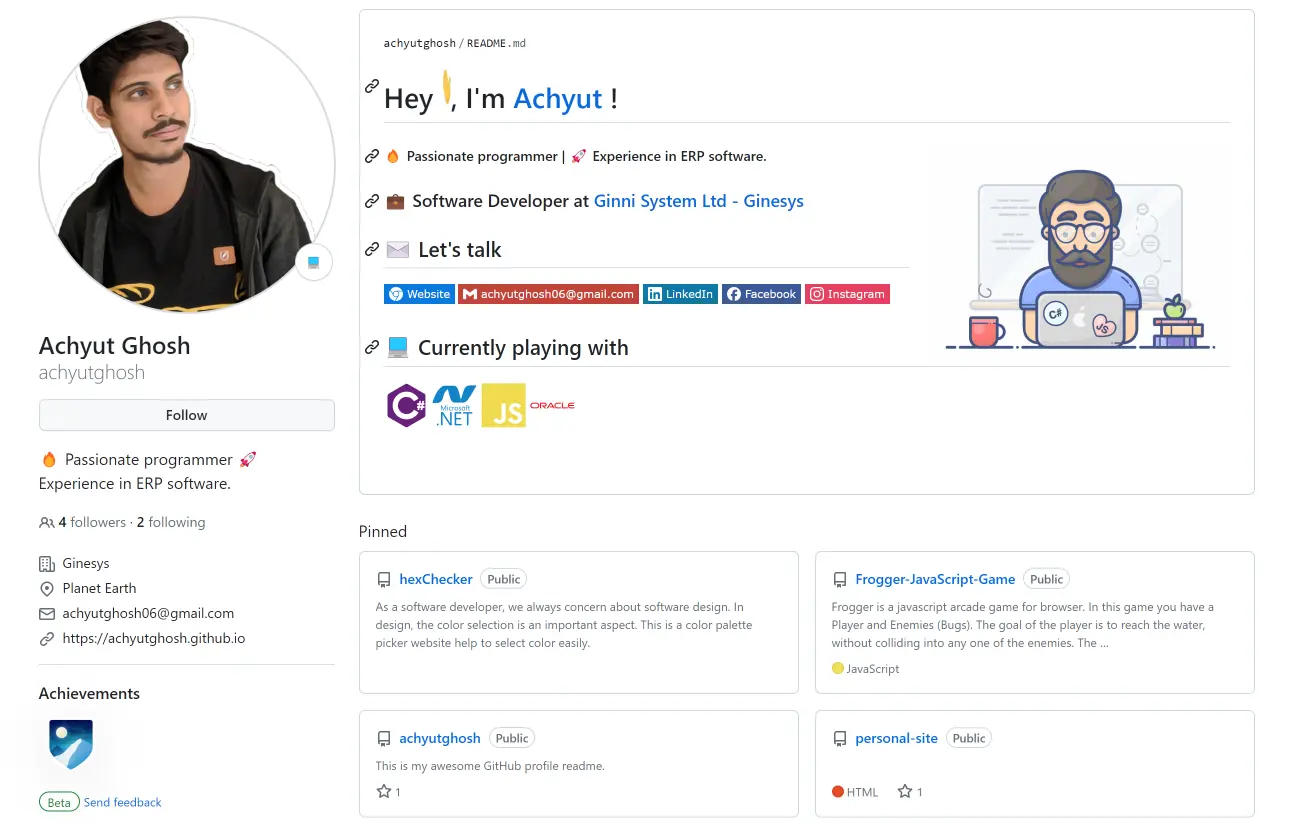 achyutghosh / README.md
Hey , I'm Achyut !
Passionate programmer | Experience in ERP software.
Software Developer at Ginni System Ltd - Ginesys
Let's talk
Website achyutghosh06@gmail.com LinkedIn Facebook Instagram
C#
JS
Currently playing with
C# Microsoft .NET JS ORACLE
Achyut Ghosh
achyutghosh
Follow
Passionate programmer
Experience in ERP software.
4 followers · 2 following
Ginesys
Planet Earth
achyutghosh06@gmail.com
https://achyutghosh.github.io
Achievements
Beta Send feedback
Pinned
hexChecker Public
As a software developer, we always concern about software design. In
design, the color selection is an important aspect. This is a color palette
picker website help to select color easily.
Frogger-JavaScript-Game Public
Frogger is a javascript arcade game for browser. In this game you have a
Player and Enemies (Bugs). The goal of the player is to reach the water,
without colliding into any one of the enemies. The ...
JavaScript
achyutghosh Public
This is my awesome GitHub profile readme.
1
personal-site Public
HTML 1